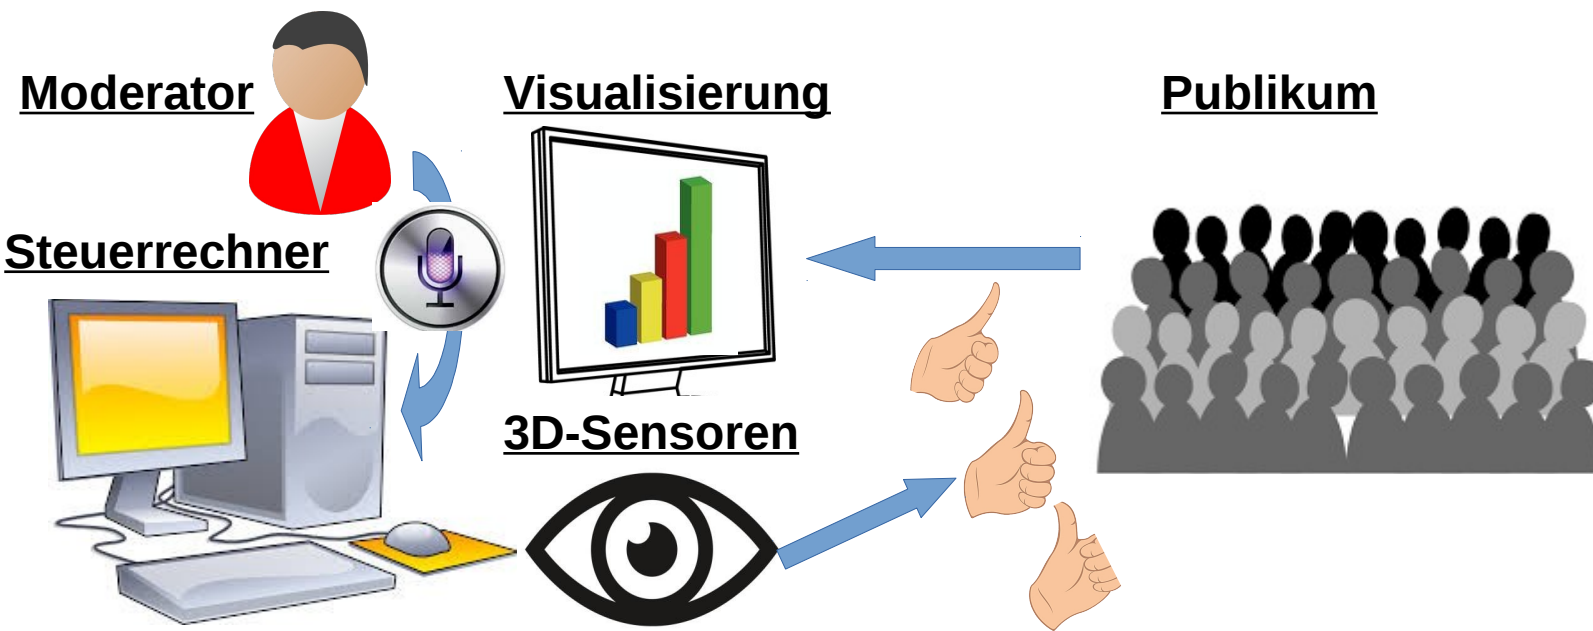 Moderator
Visualisierung
Publikum
Steuerrechner
3D-Sensoren